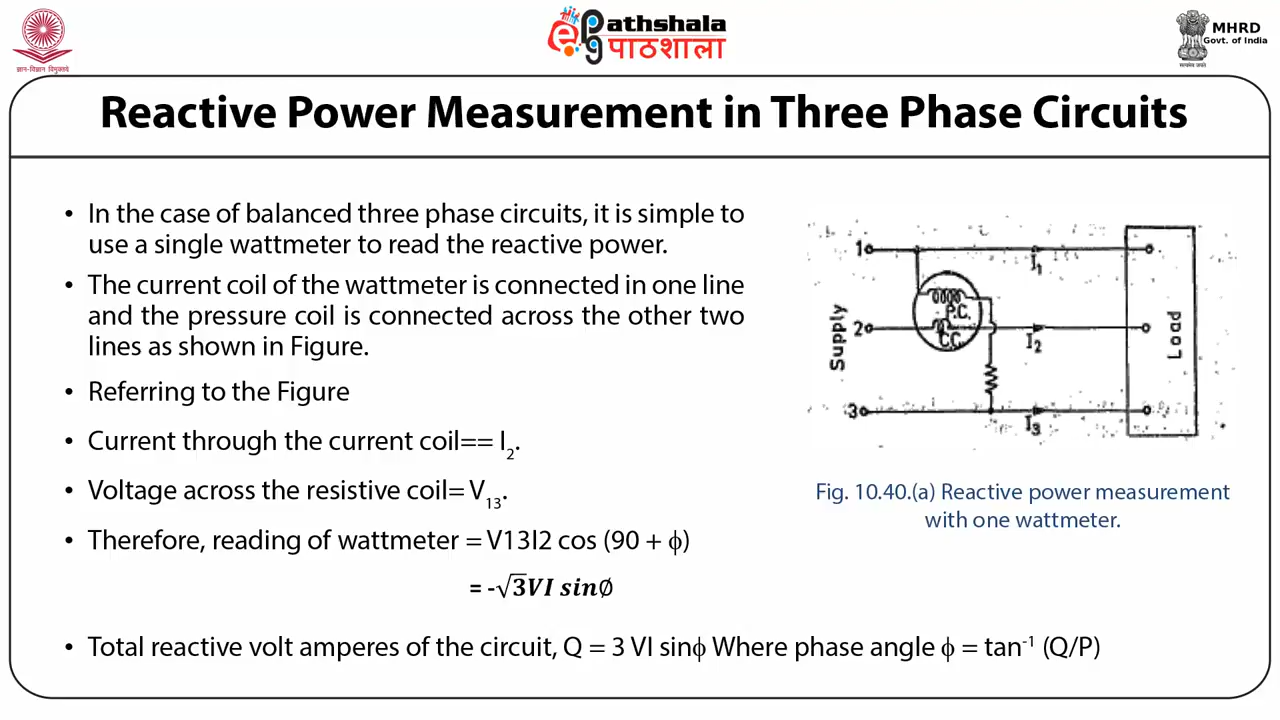 ज्ञान-विज्ञान विमुक्तये
ePathshala
पाठशाला
MHRD
Govt. of India
सत्यमेव जयते
Reactive Power Measurement in Three Phase Circuits
• In the case of balanced three phase circuits, it is simple to
use a single wattmeter to read the reactive power.
• The current coil of the wattmeter is connected in one line
and the pressure coil is connected across the other two
lines as shown in Figure.
• Referring to the Figure
• Current through the current coil== I₂.
• Voltage across the resistive coil= V₁₃.
• Therefore, reading of wattmeter = V13I2 cos (90 + ϕ)
= -√3VI sin∅
• Total reactive volt amperes of the circuit, Q = 3 VI sinϕ Where phase angle ϕ = tan⁻¹ (Q/P)
1
I₁
P.C.
Supply
2
C.C.
I₂
Load
3
I₃
Fig. 10.40.(a) Reactive power measurement
with one wattmeter.